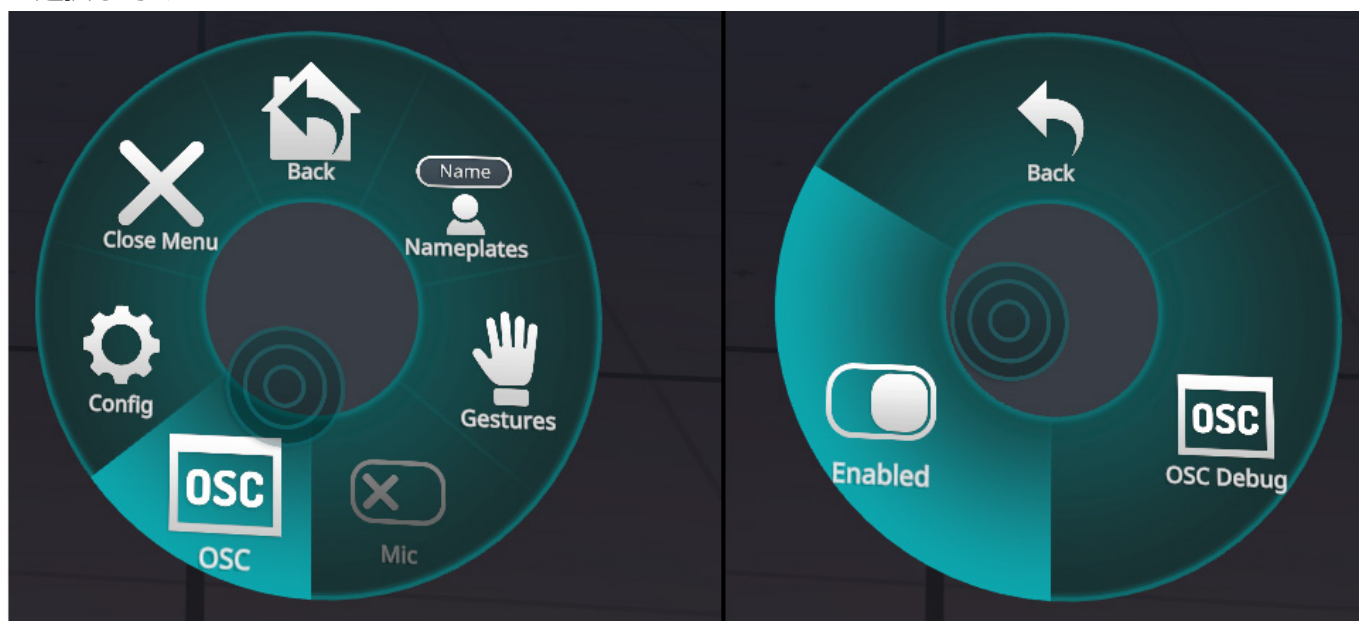 Back
Name
Nameplates
Close Menu
Config
Gestures
OSC
OSC
Mic
Back
Enabled
OSC
OSC Debug